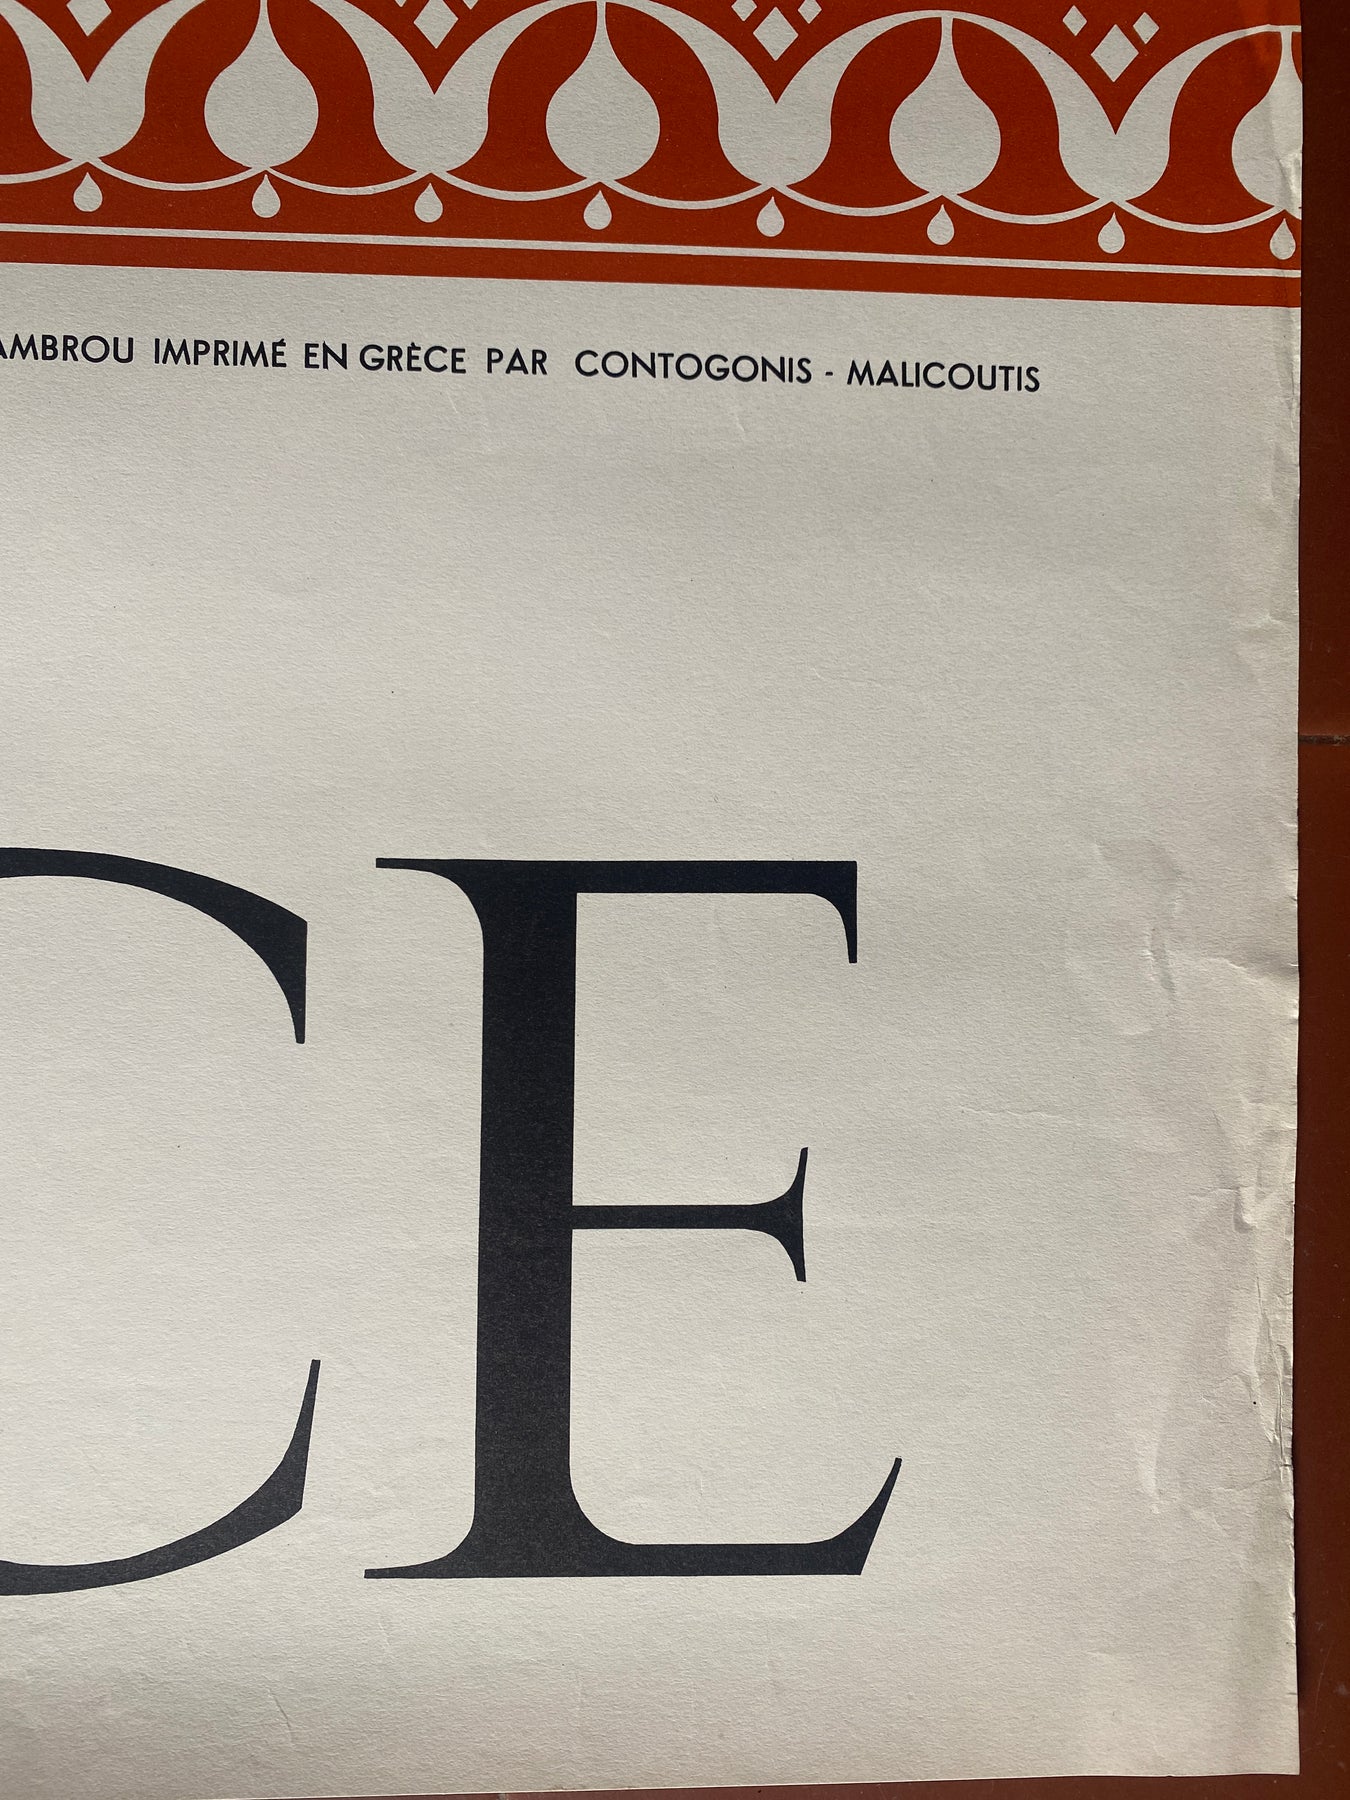 AMBROU IMPRIMÉ EN GRÈCE PAR CONTOGONIS - MALICOUTIS
CE